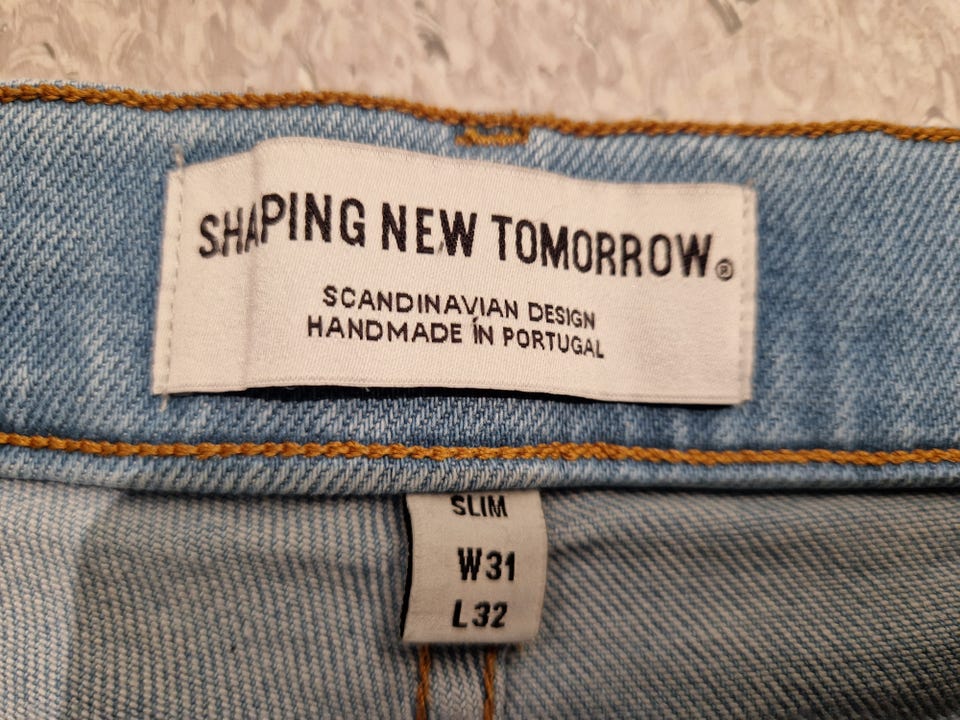 SHAPING NEW TOMORROW®
SCANDINAVIAN DESIGN
HANDMADE IN PORTUGAL
SLIM
W31
L32